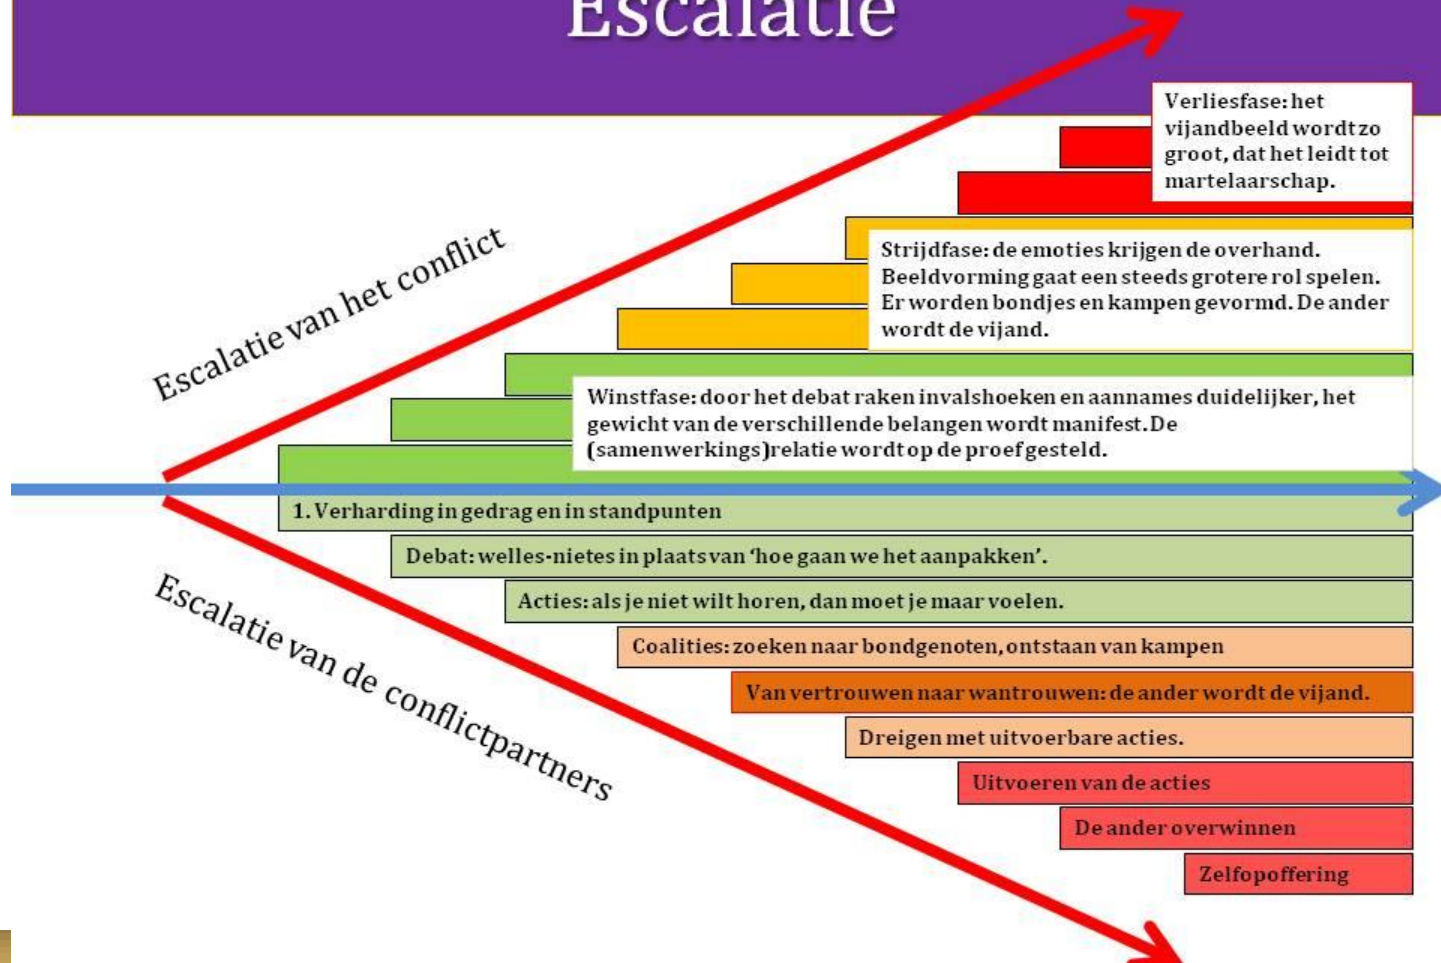 Escalatie
Verliesfase: het
vijandbeeld wordt zo
groot, dat het leidt tot
martelaarschap.
Escalatie van het conflict
Strijdfase: de emoties krijgen de overhand.
Beeldvorming gaat een steeds grotere rol spelen.
Er worden bondjes en kampen gevormd. De ander
wordt de vijand.
Winstfase: door het debat raken invalshoeken en aannames duidelijker, het
gewicht van de verschillende belangen wordt manifest. De
(samenwerkings)relatie wordt op de proef gesteld.
1. Verharding in gedrag en in standpunten
Debat: welles-nietes in plaats van ‘hoe gaan we het aanpakken’.
Acties: als je niet wilt horen, dan moet je maar voelen.
Escalatie van de conflictpartners
Coalities: zoeken naar bondgenoten, ontstaan van kampen
Van vertrouwen naar wantrouwen: de ander wordt de vijand.
Dreigen met uitvoerbare acties.
Uitvoeren van de acties
De ander overwinnen
Zelfopoffering